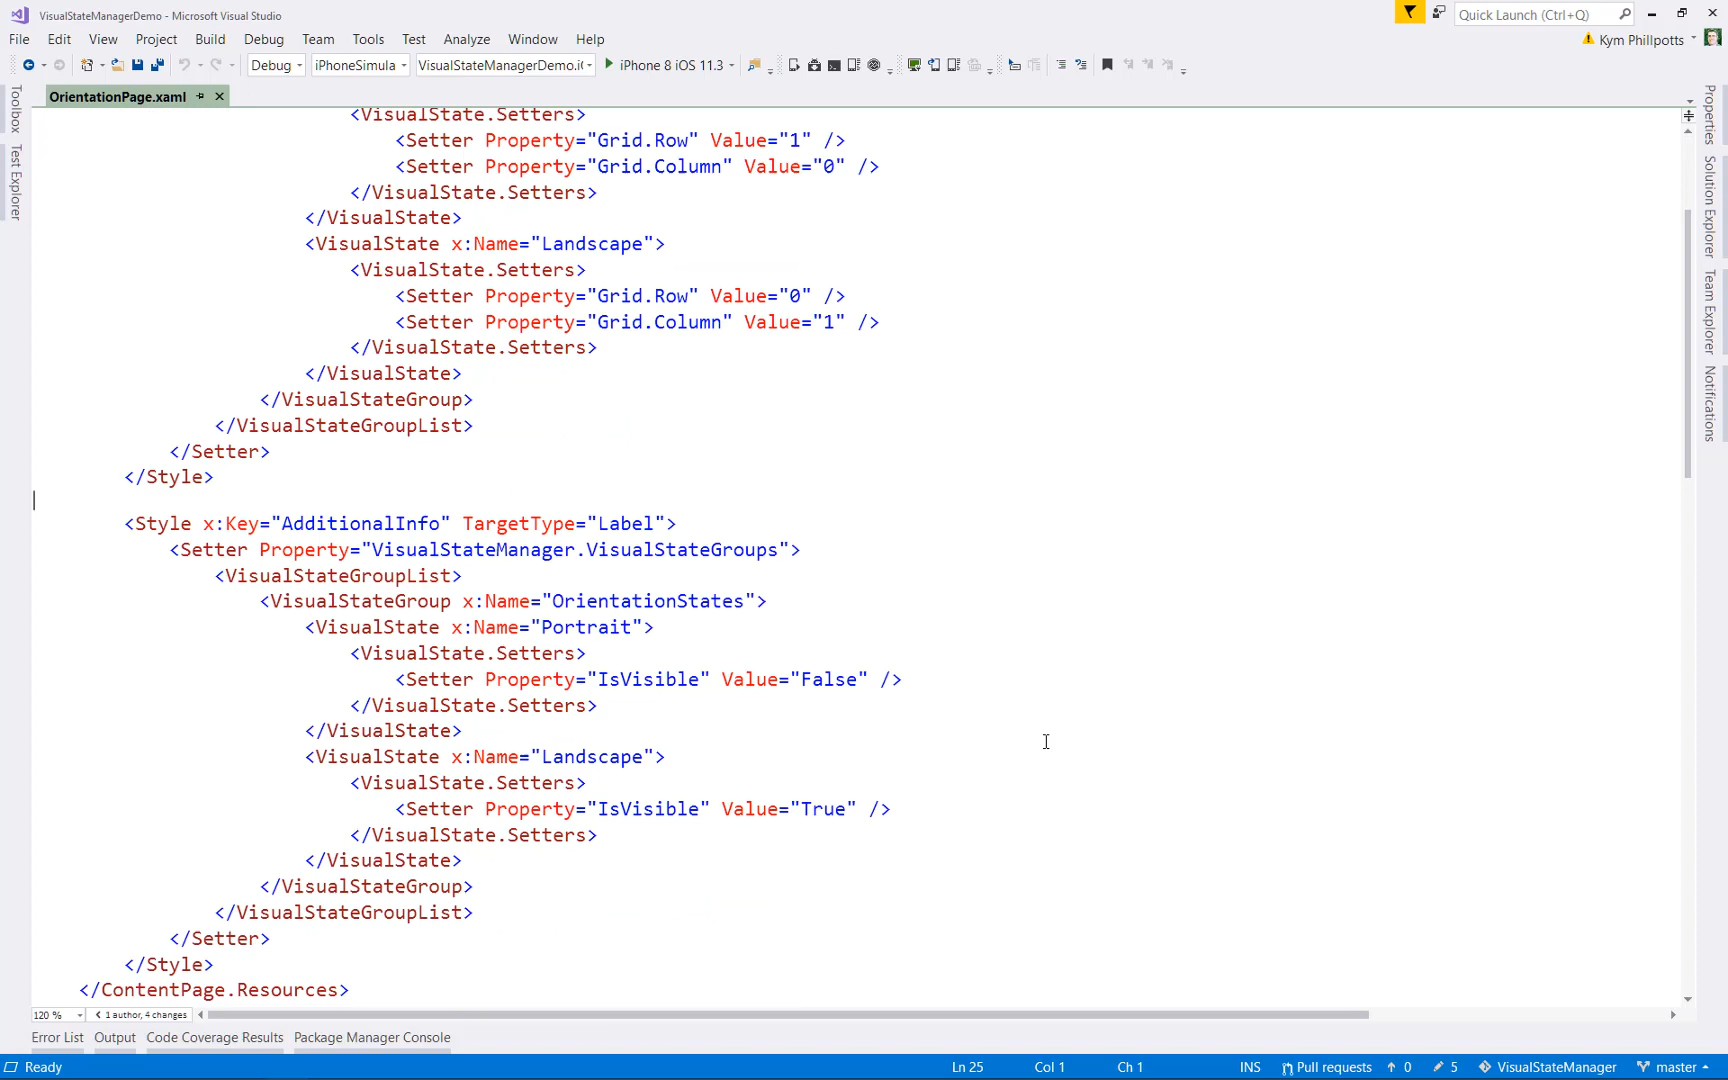 VisualStateManagerDemo - Microsoft Visual Studio
Quick Launch (Ctrl+Q)
File Edit View Project Build Debug Team Tools Test Analyze Window Help
Kym Phillpotts
Debug iPhoneSimula VisualStateManagerDemo.i( iPhone 8 iOS 11.3
OrientationPage.xaml
Toolbox
Test Explorer
<VisualState.Setters>
<Setter Property="Grid.Row" Value="1" />
<Setter Property="Grid.Column" Value="0" />
</VisualState.Setters>
</VisualState>
<VisualState x:Name="Landscape">
<VisualState.Setters>
<Setter Property="Grid.Row" Value="0" />
<Setter Property="Grid.Column" Value="1" />
</VisualState.Setters>
</VisualState>
</VisualStateGroup>
</VisualStateGroupList>
</Setter>
</Style>
<Style x:Key="AdditionalInfo" TargetType="Label">
<Setter Property="VisualStateManager.VisualStateGroups">
<VisualStateGroupList>
<VisualStateGroup x:Name="OrientationStates">
<VisualState x:Name="Portrait">
<VisualState.Setters>
<Setter Property="IsVisible" Value="False" />
</VisualState.Setters>
</VisualState>
<VisualState x:Name="Landscape">
<VisualState.Setters>
<Setter Property="IsVisible" Value="True" />
</VisualState.Setters>
</VisualState>
</VisualStateGroup>
</VisualStateGroupList>
</Setter>
</Style>
</ContentPage.Resources>
Properties
Solution Explorer
Team Explorer
Notifications
120 % 1 author, 4 changes
Error List Output Code Coverage Results Package Manager Console
Ready Ln 25 Col 1 Ch 1 INS Pull requests 0 5 VisualStateManager master